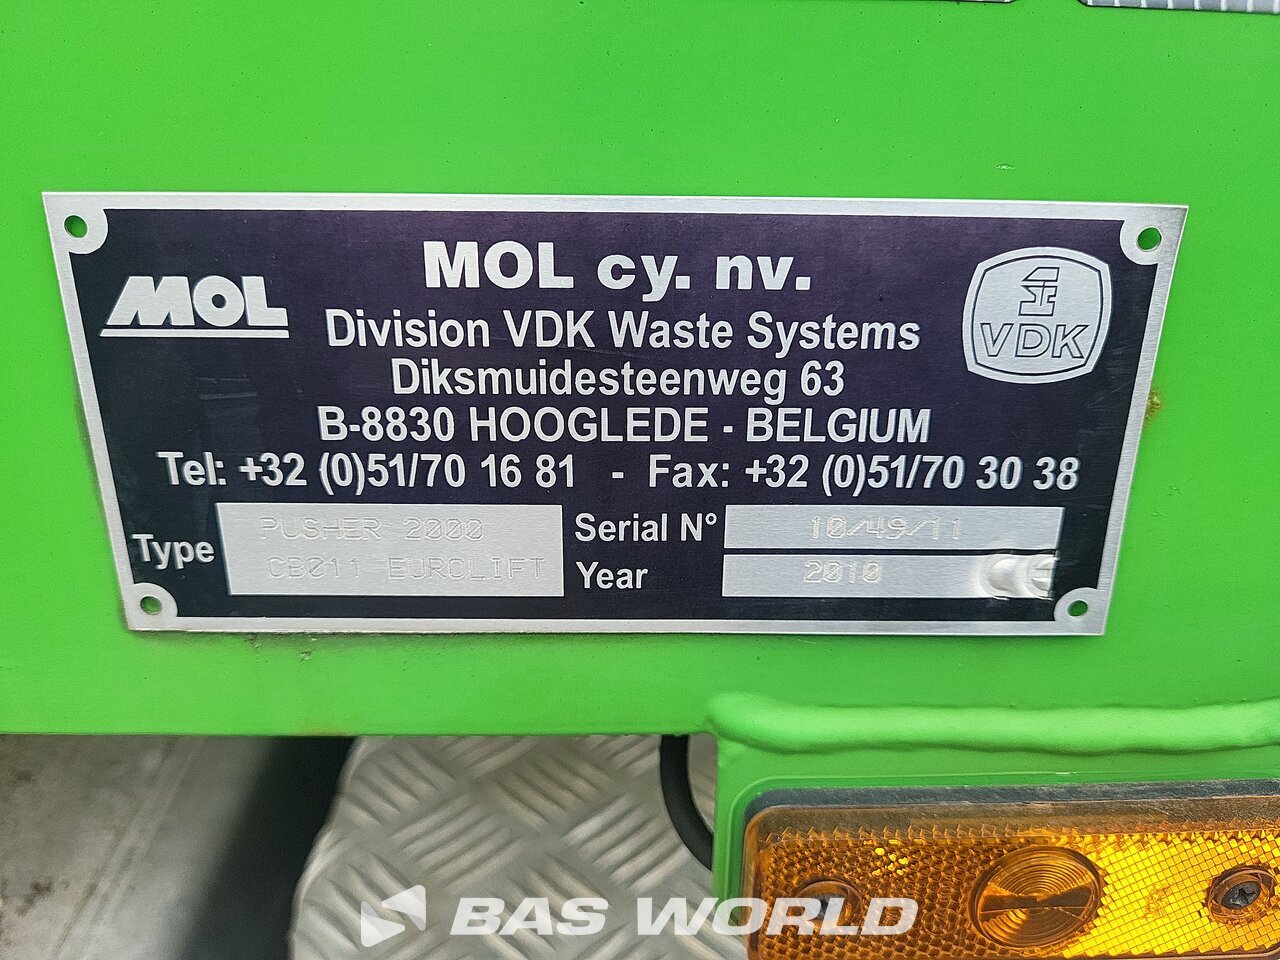 MOL
MOL cy. nv.
Division VDK Waste Systems
Diksmuidesteenweg 63
B-8830 HOOGLEDE - BELGIUM
Tel: +32 (0)51/70 16 81 - Fax: +32 (0)51/70 30 38
VDK
Type PUSHER 2000
CB011 EUROLIFT
Serial N° 10/49/11
Year 2010
BAS WORLD